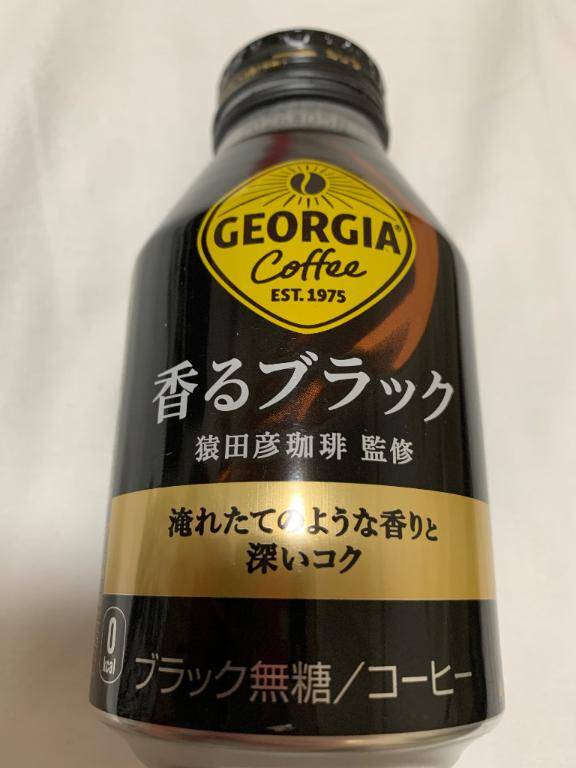 GEORGIA®
Coffee
EST. 1975
香るブラック
猿田彦珈琲 監修
淹れたてのような香りと
深いコク
0
kcal
ブラック無糖/コーヒー